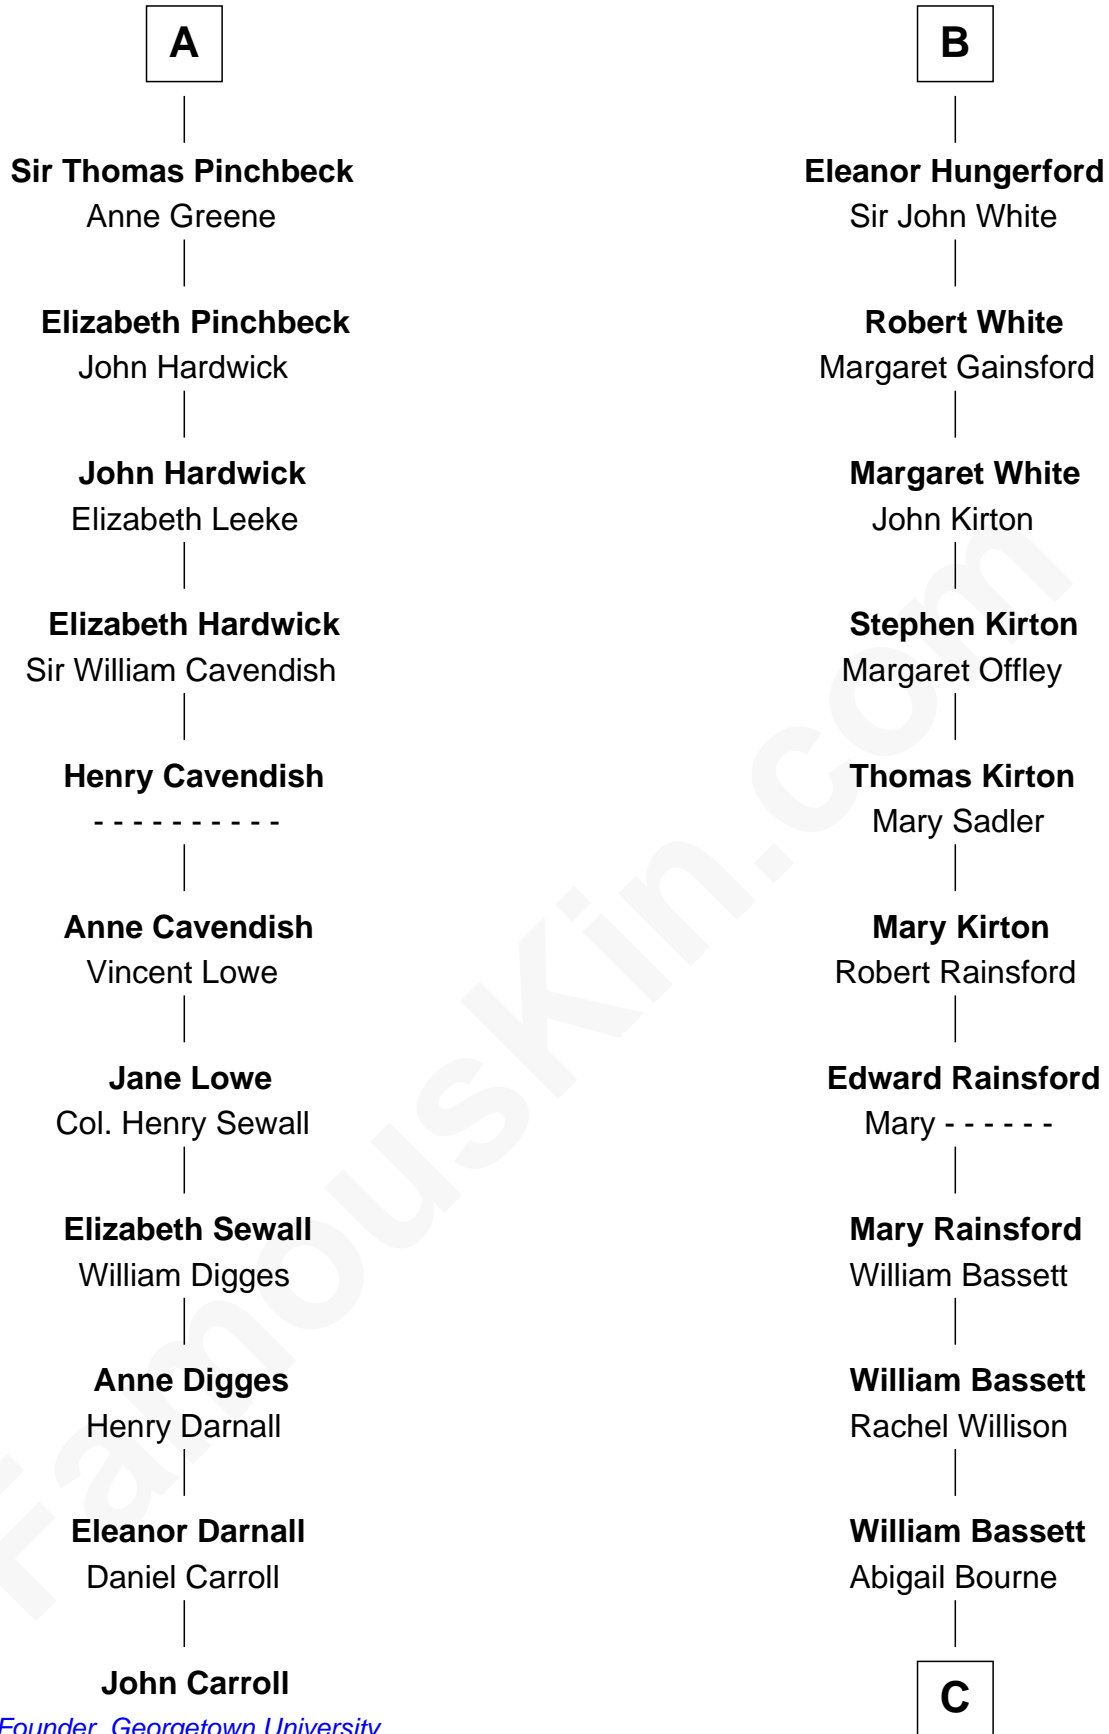 A
Sir Thomas Pinchbeck
Anne Greene
Elizabeth Pinchbeck
John Hardwick
John Hardwick
Elizabeth Leeke
Elizabeth Hardwick
Sir William Cavendish
Henry Cavendish
- - - - - - - - - -
Anne Cavendish
Vincent Lowe
Jane Lowe
Col. Henry Sewall
Elizabeth Sewall
William Digges
Anne Digges
Henry Darnall
Eleanor Darnall
Daniel Carroll
John Carroll
Founder, Georgetown University
B
Eleanor Hungerford
Sir John White
Robert White
Margaret Gainsford
Margaret White
John Kirton
Stephen Kirton
Margaret Offley
Thomas Kirton
Mary Sadler
Mary Kirton
Robert Rainsford
Edward Rainsford
Mary - - - - - -
Mary Rainsford
William Bassett
William Bassett
Rachel Willison
William Bassett
Abigail Bourne
C
FamousKin.com